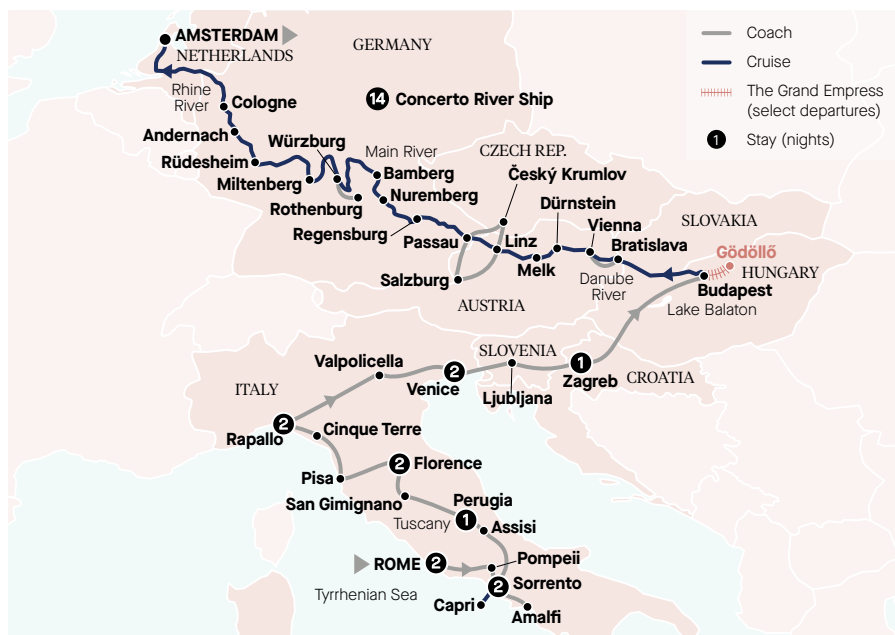 AMSTERDAM
NETHERLANDS
GERMANY
Coach
Cruise
The Grand Empress
(select departures)
1 Stay (nights)
Rhine
River
Cologne
14 Concerto River Ship
Andernach
Würzburg
Main River
CZECH REP.
Rüdesheim
Bamberg
Český Krumlov
Miltenberg
Nuremberg
Rothenburg
Dürnstein
Regensburg
Vienna
SLOVAKIA
Passau
Linz
Bratislava
Gödöllő
Salzburg
Melk
Danube
River
HUNGARY
Budapest
AUSTRIA
Lake Balaton
Valpolicella
SLOVENIA
2
1
Venice
Zagreb
CROATIA
ITALY
Ljubljana
2
Rapallo
Cinque Terre
2 Florence
Pisa
San Gimignano
Perugia
Tuscany
1
Assisi
ROME 2
Pompeii
Tyrrhenian Sea
2 Sorrento
Capri
Amalfi